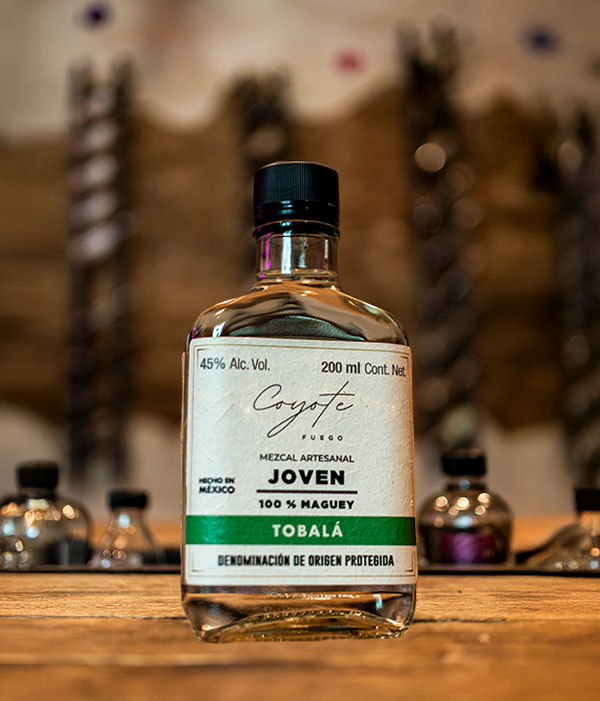 45% Alc. Vol.
200 ml Cont. Net.
Coyote
FUEGO
MEZCAL ARTESANAL
JOVEN
HECHO EN
MÉXICO
100 % MAGUEY
TOBALÁ
DENOMINACIÓN DE ORIGEN PROTEGIDA